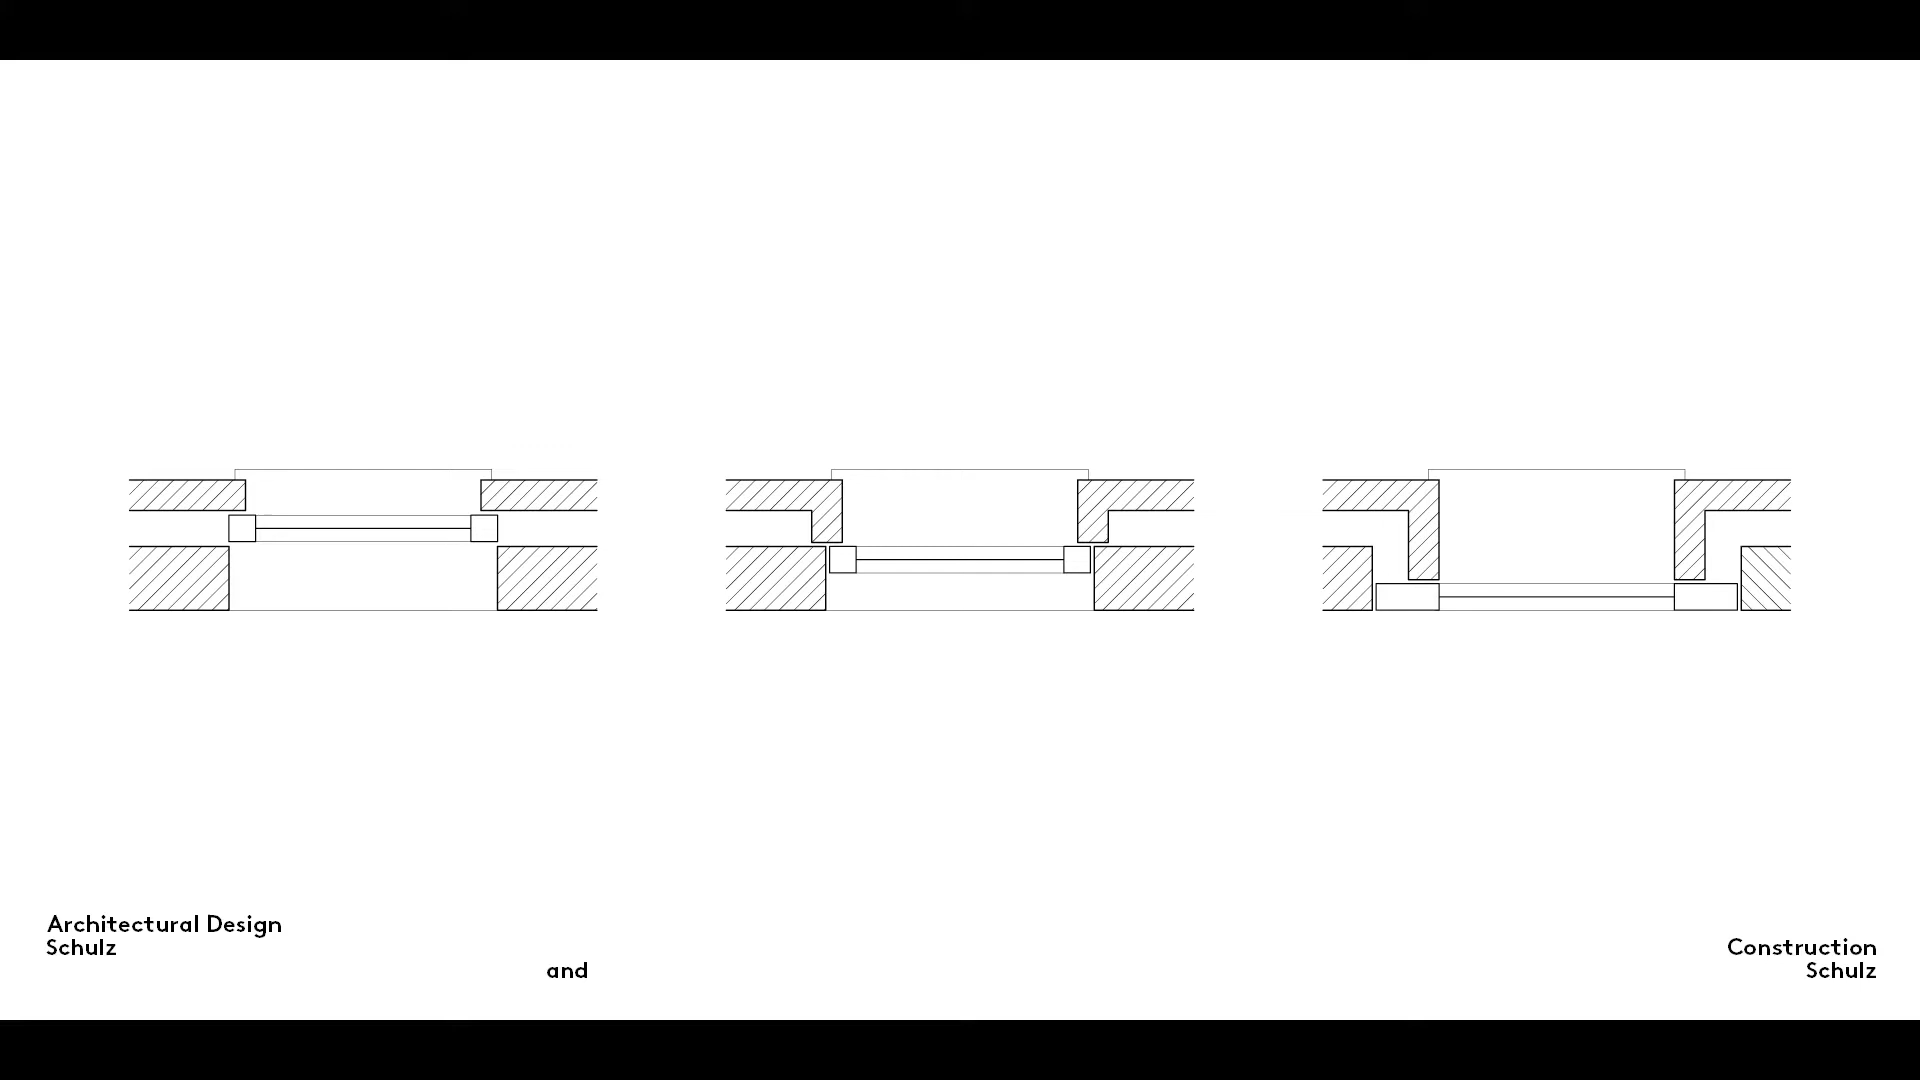 Architectural Design
Schulz
and
Construction
Schulz